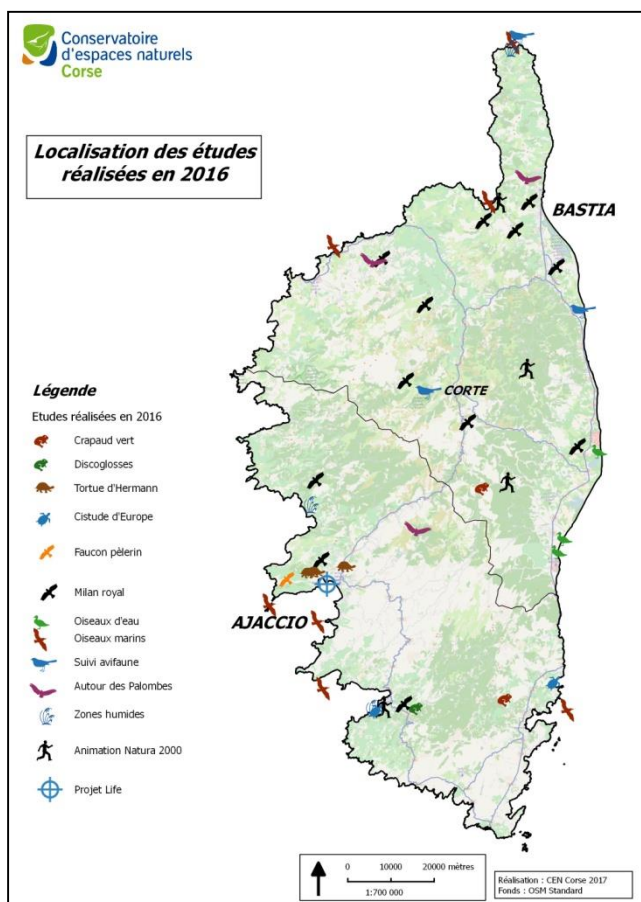 Conservatoire
d'espaces naturels
Corse
Localisation des études
réalisées en 2016
BASTIA
CORTE
AJACCIO
Légende
Etudes réalisées en 2016
Crapaud vert
Discoglosses
Tortue d'Hermann
Cistude d'Europe
Faucon pèlerin
Milan royal
Oiseaux d'eau
Oiseaux marins
Suivi avifaune
Autour des Palombes
Zones humides
Animation Natura 2000
Projet Life
0 10000 20000 mètres
1:700 000
Réalisation : CEN Corse 2017
Fonds : OSM Standard